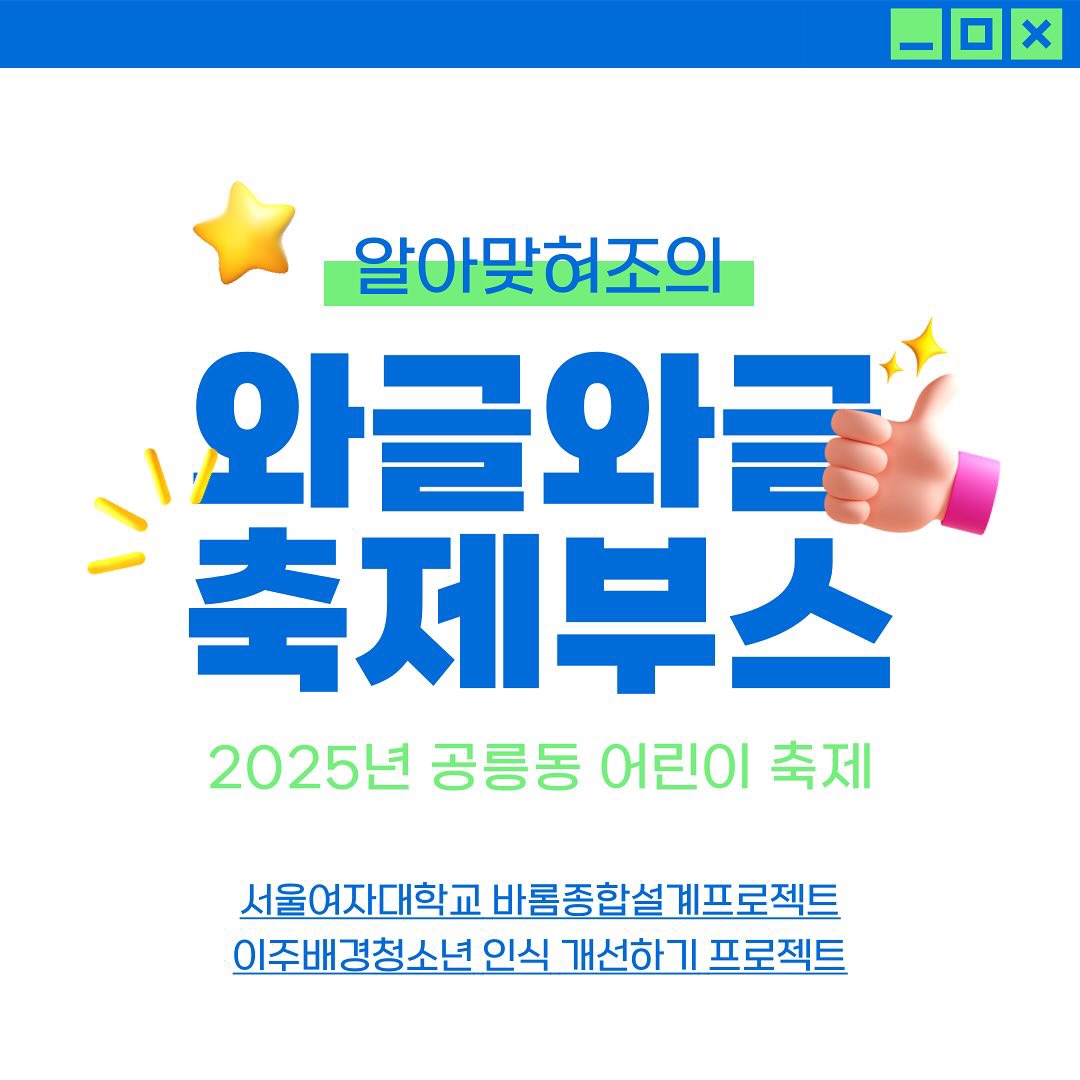 알아맞혀조의
와글와글
축제부스
2025년 공릉동 어린이 축제
서울여자대학교 바롬종합설계프로젝트
이주배경청소년 인식 개선하기 프로젝트